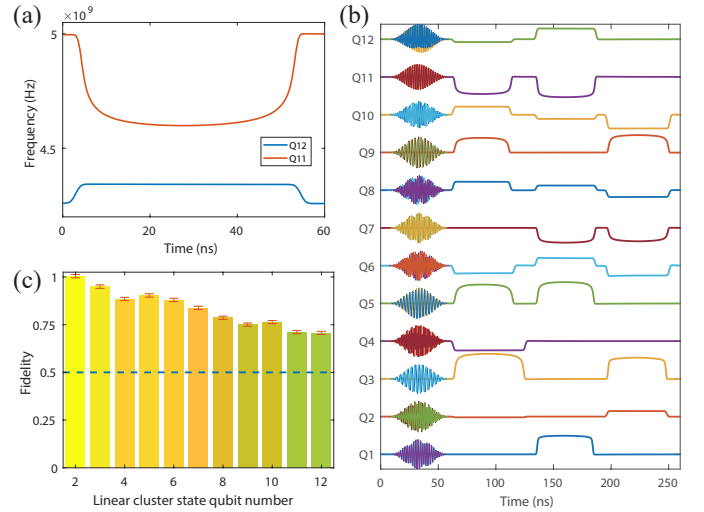 (a)
× 10⁹
5
4.5
Frequency (Hz)
Q12
Q11
0
20
40
60
Time (ns)
(b)
Q12
Q11
Q10
Q9
Q8
Q7
Q6
Q5
Q4
Q3
Q2
Q1
0
50
100
150
200
250
Time (ns)
(c)
1
0.75
0.5
0.25
0
Fidelity
2
4
6
8
10
12
Linear cluster state qubit number